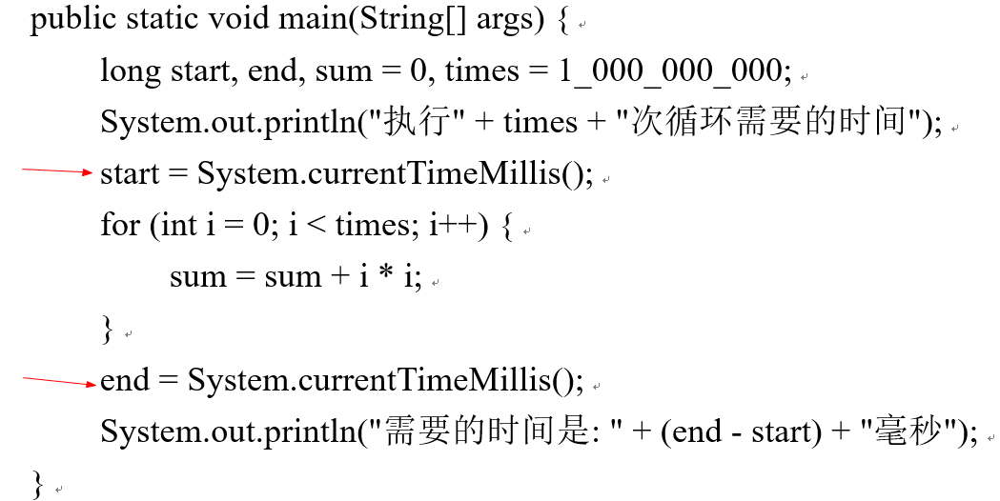 public static void main(String[] args) {
long start, end, sum = 0, times = 1_000_000_000;
System.out.println("执行" + times + "次循环需要的时间");
start = System.currentTimeMillis();
for (int i = 0; i < times; i++) {
sum = sum + i * i;
}
end = System.currentTimeMillis();
System.out.println("需要的时间是: " + (end - start) + "毫秒");
}